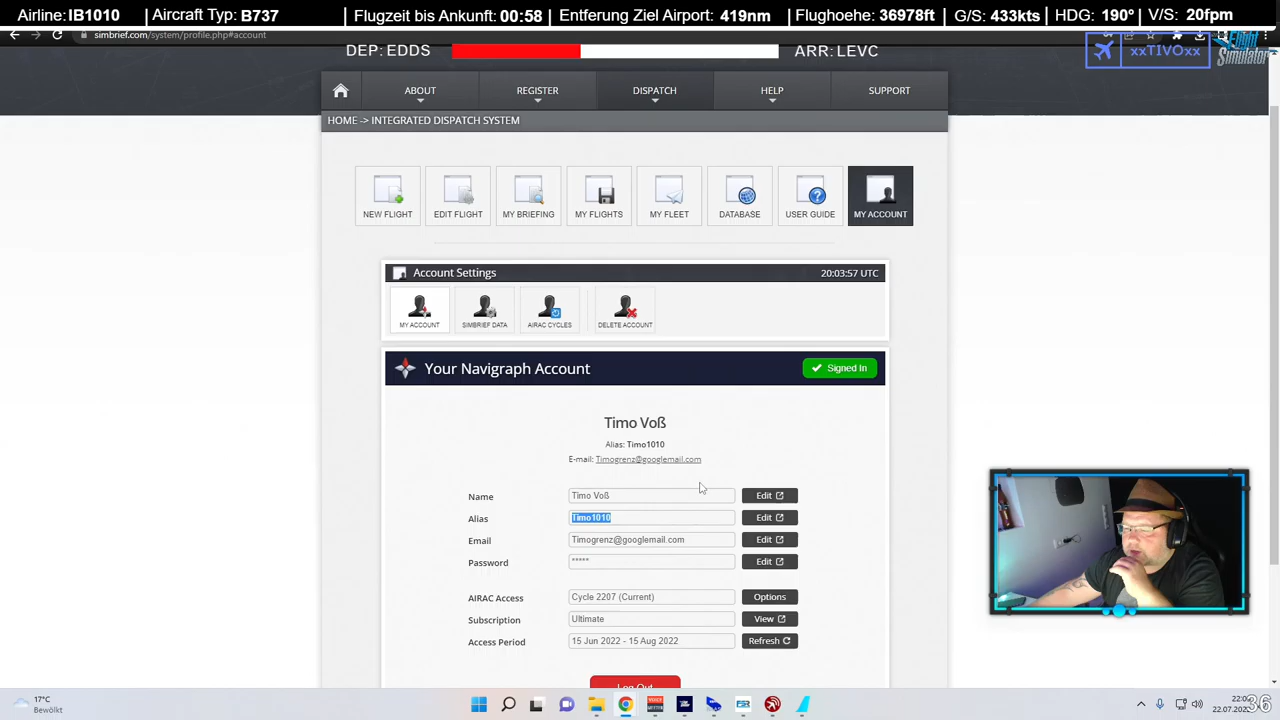 Airline:IB1010 Aircraft Typ:B737 Flugzeit bis Ankunft: 00:58 Entferung Ziel Airport: 419nm Flughoehe: 36978ft G/S: 433kts HDG: 190° V/S: 20fpm
simbrief.com/system/profile.php#account
DEP: EDDS ARR: LEVC
xxTIVOxx
Flight
Simulator
ABOUT REGISTER DISPATCH HELP SUPPORT
HOME -> INTEGRATED DISPATCH SYSTEM
NEW FLIGHT EDIT FLIGHT MY BRIEFING MY FLIGHTS MY FLEET DATABASE USER GUIDE MY ACCOUNT
Account Settings 20:03:57 UTC
MY ACCOUNT SIMBRIEF DATA AIRAC CYCLES DELETE ACCOUNT
Your Navigraph Account Signed In
Timo Voß
Alias: Timo1010
E-mail: Timogrenz@googlemail.com
Name Timo Voß Edit
Alias Timo1010 Edit
Email Timogrenz@googlemail.com Edit
Password ***** Edit
AIRAC Access Cycle 2207 (Current) Options
Subscription Ultimate View
Access Period 15 Jun 2022 - 15 Aug 2022 Refresh
Log Out
17°C
Bewölkt
36